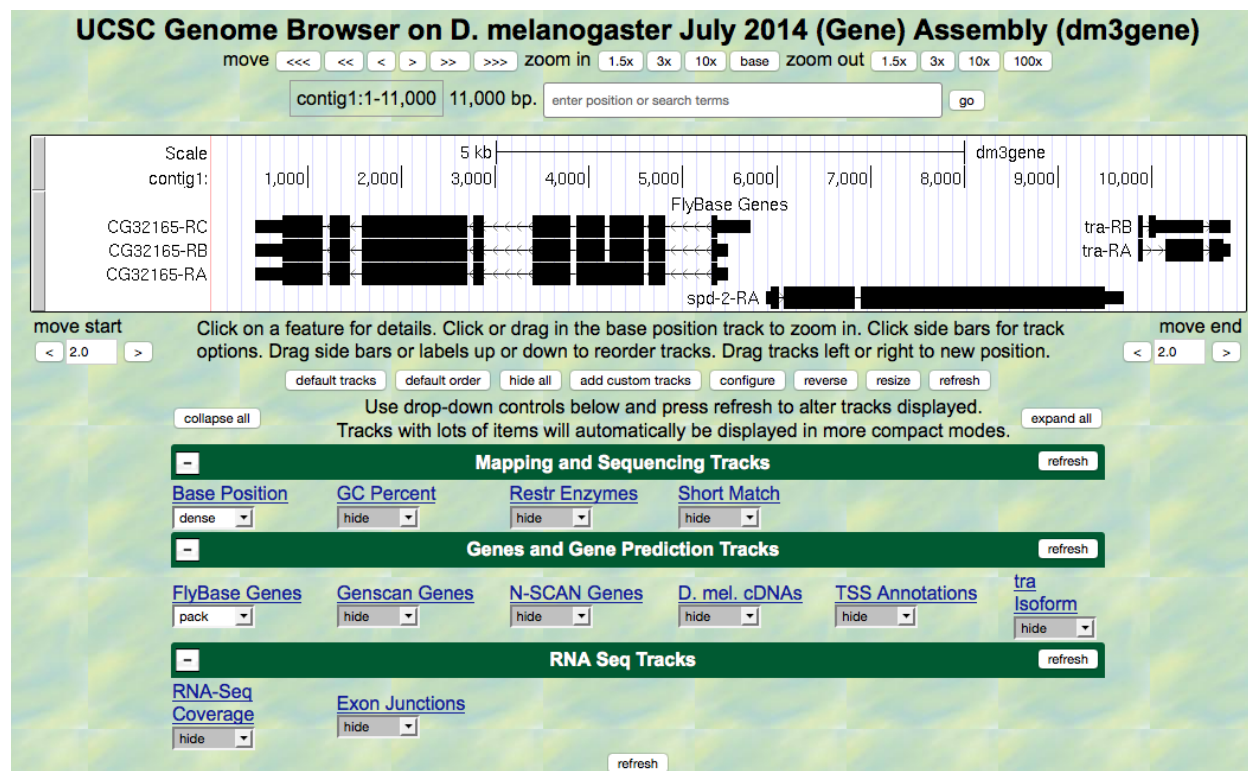 UCSC Genome Browser on D. melanogaster July 2014 (Gene) Assembly (dm3gene)
move <<< << < > >> >>> zoom in 1.5x 3x 10x base zoom out 1.5x 3x 10x 100x
contig1:1-11,000 11,000 bp. enter position or search terms go
Scale 5 kb dm3gene
contig1: 1,000 2,000 3,000 4,000 5,000 6,000 7,000 8,000 9,000 10,000
FlyBase Genes
CG32165-RC tra-RB
CG32165-RB tra-RA
CG32165-RA
spd-2-RA
move start Click on a feature for details. Click or drag in the base position track to zoom in. Click side bars for track move end
< 2.0 > options. Drag side bars or labels up or down to reorder tracks. Drag tracks left or right to new position. < 2.0 >
default tracks default order hide all add custom tracks configure reverse resize refresh
collapse all Use drop-down controls below and press refresh to alter tracks displayed. expand all
Tracks with lots of items will automatically be displayed in more compact modes.
- Mapping and Sequencing Tracks refresh
Base Position GC Percent Restr Enzymes Short Match
dense hide hide hide
- Genes and Gene Prediction Tracks refresh
FlyBase Genes Genscan Genes N-SCAN Genes D. mel. cDNAs TSS Annotations tra Isoform
pack hide hide hide hide hide
- RNA Seq Tracks refresh
RNA-Seq Coverage Exon Junctions
hide hide
refresh